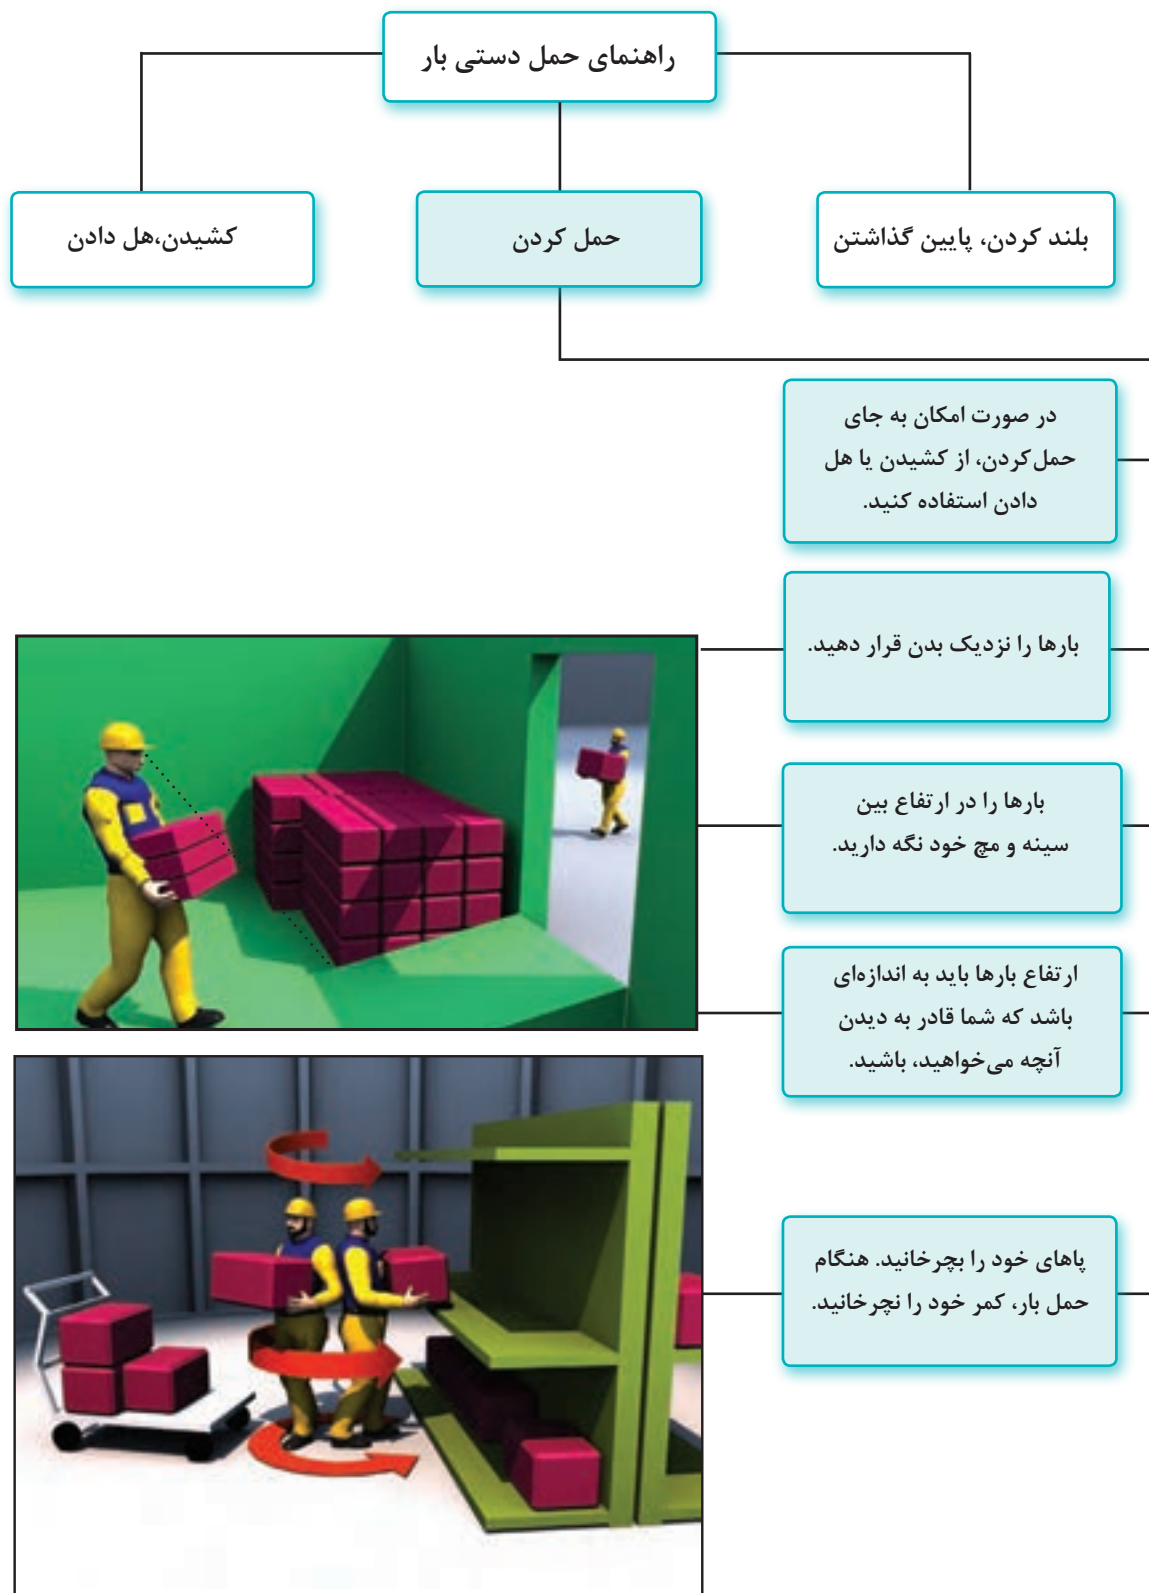 راهنمای حمل دستی بار
بلند کردن، پایین گذاشتن
حمل کردن
کشیدن،هل دادن
در صورت امکان به جای
حمل‌کردن، از کشیدن یا هل
دادن استفاده کنید.
بارها را نزدیک بدن قرار دهید.
بارها را در ارتفاع بین
سینه و مچ خود نگه دارید.
ارتفاع بارها باید به اندازه‌ای
باشد که شما قادر به دیدن
آنچه می‌خواهید، باشید.
پاهای خود را بچرخانید. هنگام
حمل بار، کمر خود را نچرخانید.